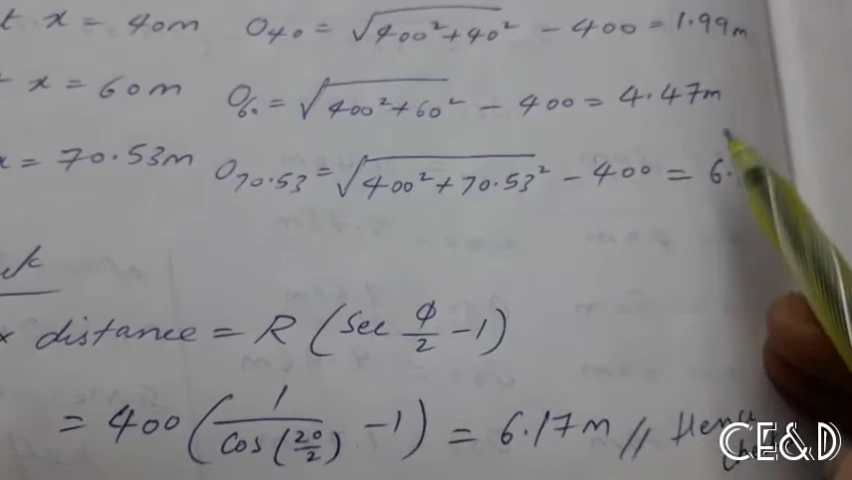 t x = 40m O₄₀ = √400²+40² - 400 = 1.99m
x = 60m O₆₀ = √400²+60² - 400 = 4.47m
x = 70.53m O₇₀.₅₃ = √400²+70.53² - 400 = 6.
distance = R (Sec ϕ/2 - 1)
= 400 (1/Cos(20/2) - 1) = 6.17m // Hence
CE&D